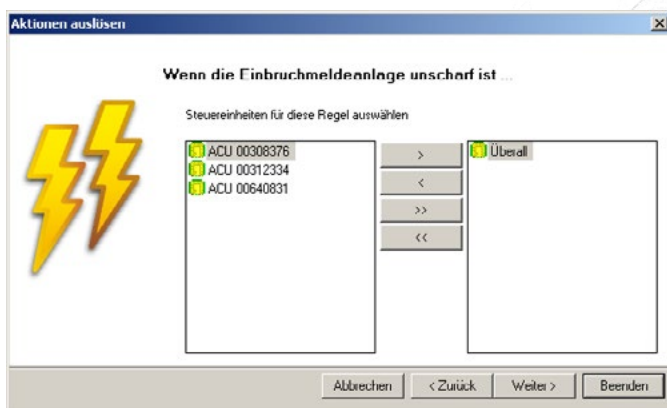 Aktionen auslösen
Wenn die Einbruchmeldeanlage unscharf ist ...
Steuereinheiten für diese Regel auswählen
ACU 00308376
ACU 00312334
ACU 00640831
>
<
>>
<<
Überall
Abbrechen
< Zurück
Weiter >
Beenden